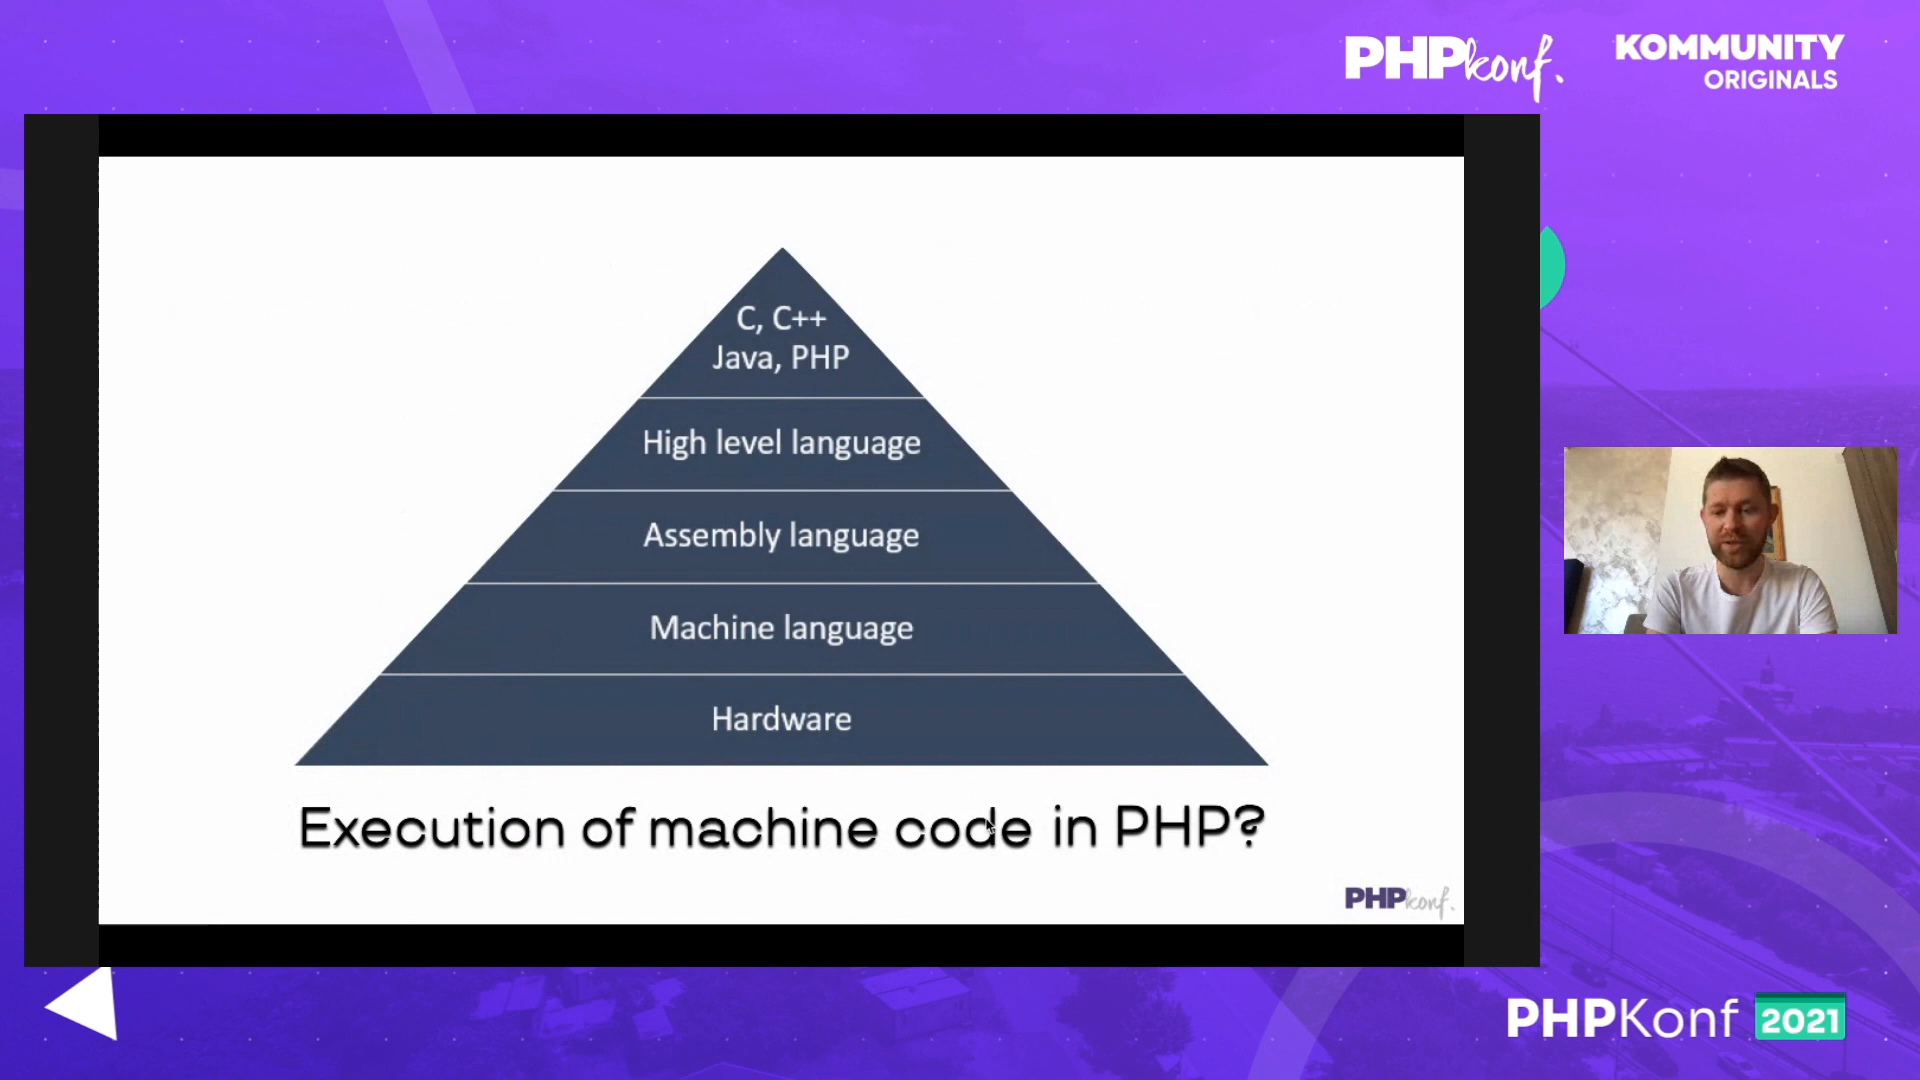 PHPkonf.
KOMMUNITY
ORIGINALS
C, C++
Java, PHP
High level language
Assembly language
Machine language
Hardware
Execution of machine code in PHP?
PHPkonf.
PHPKonf 2021